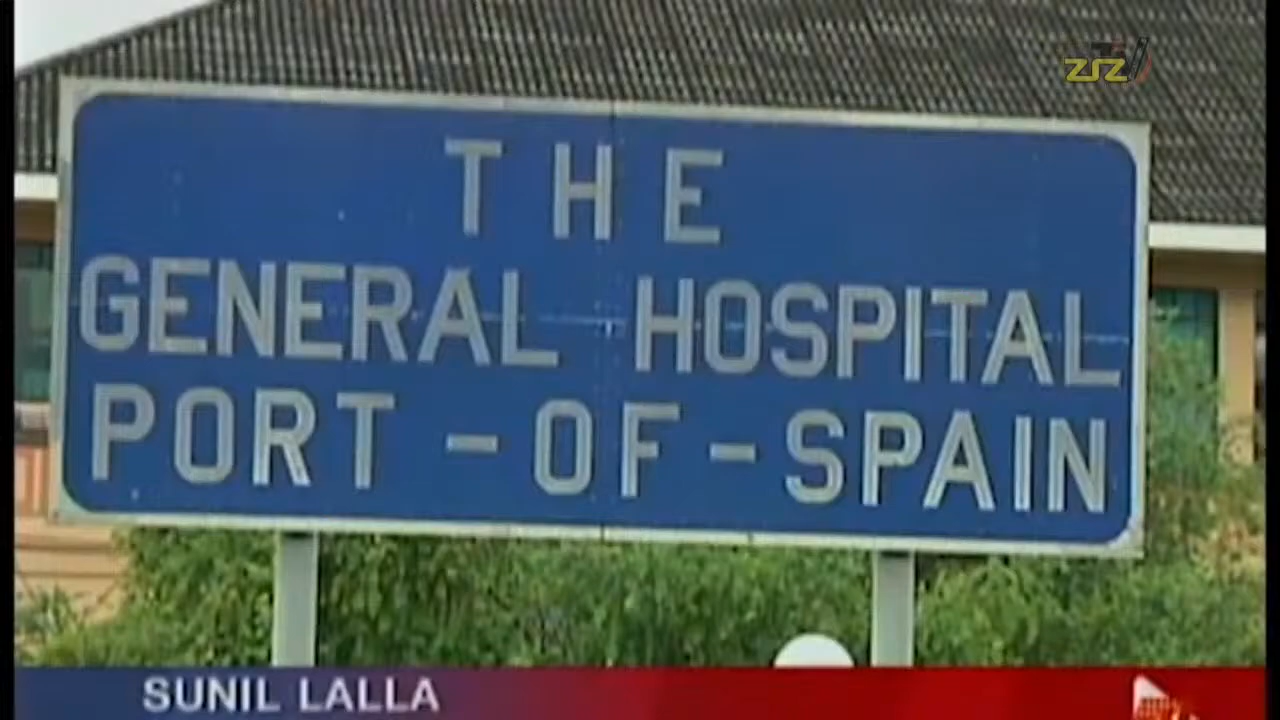 THE
GENERAL HOSPITAL
PORT-OF-SPAIN
SUNIL LALLA